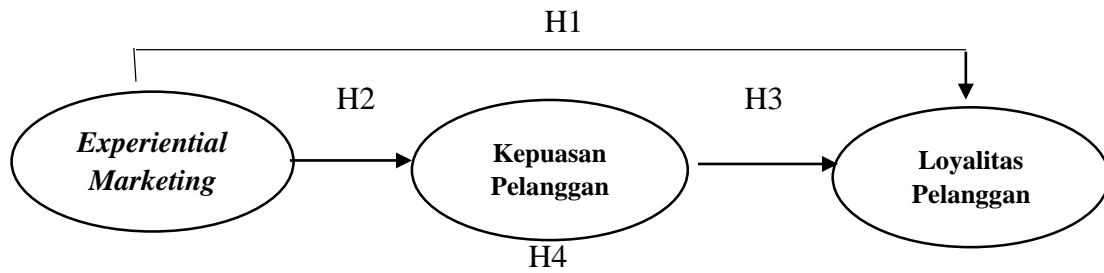 H1
H2
H3
Experiential
Marketing
Kepuasan
Pelanggan
Loyalitas
Pelanggan
H4